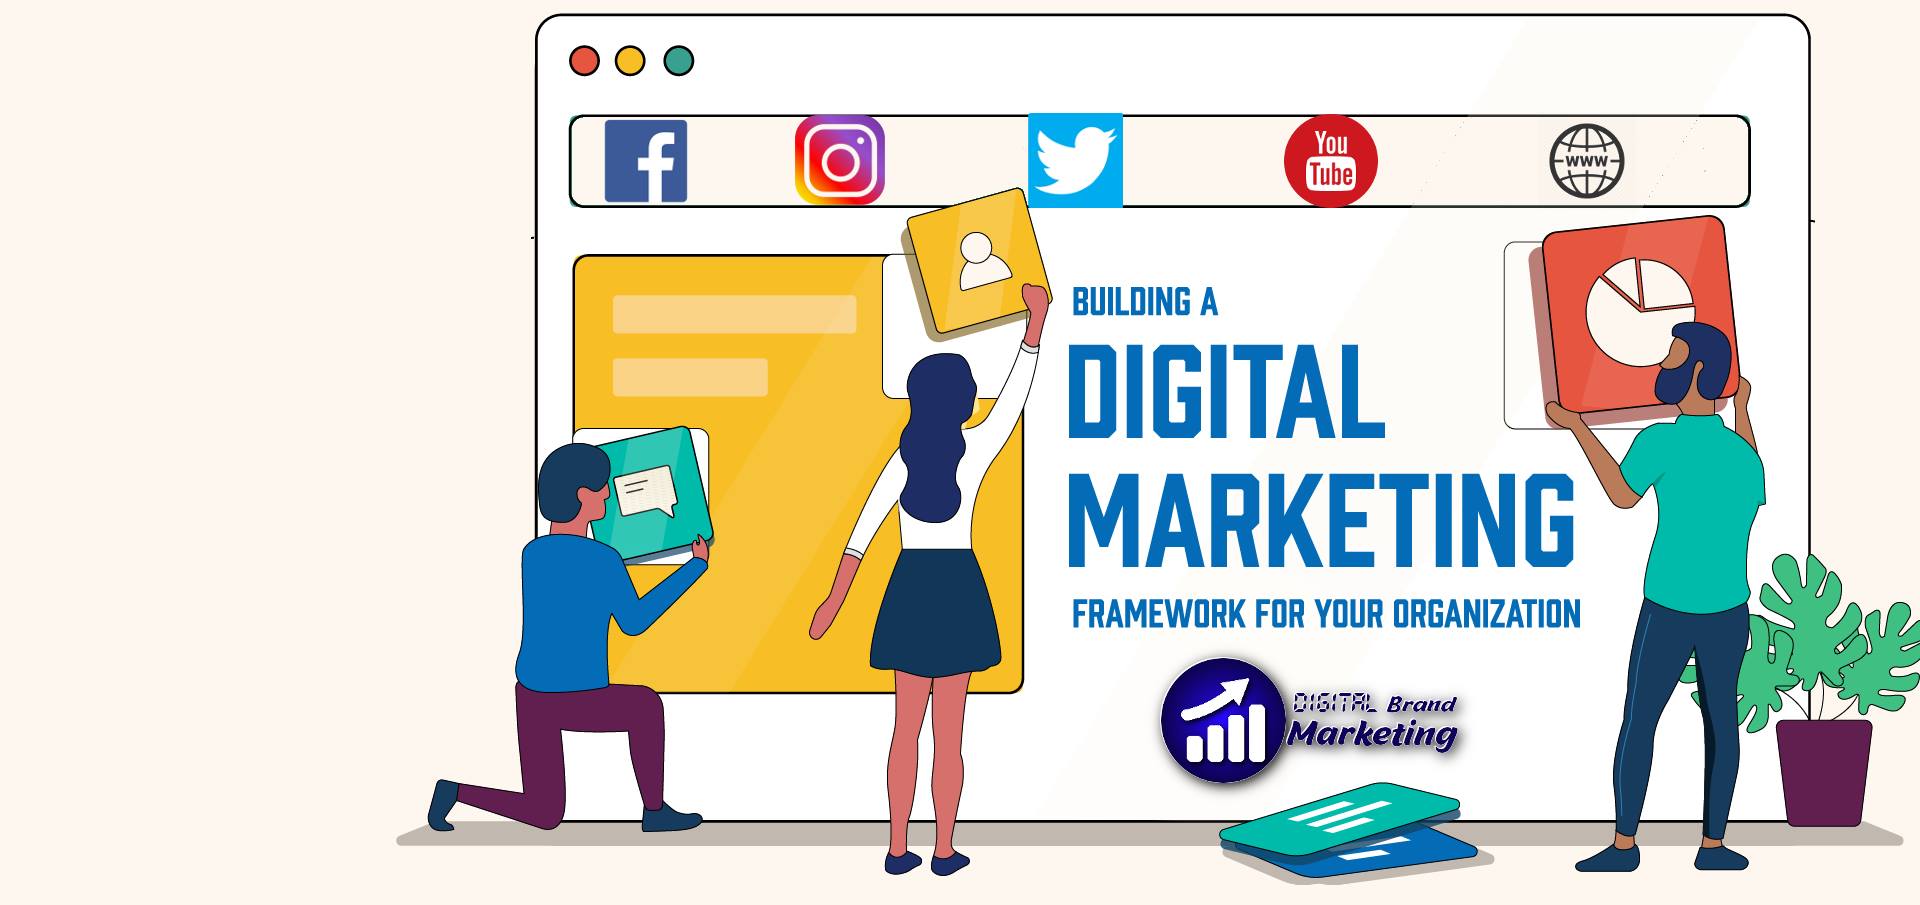 You
Tube
WWW
BUILDING A
DIGITAL
MARKETING
FRAMEWORK FOR YOUR ORGANIZATION
DIGITAL Brand
Marketing